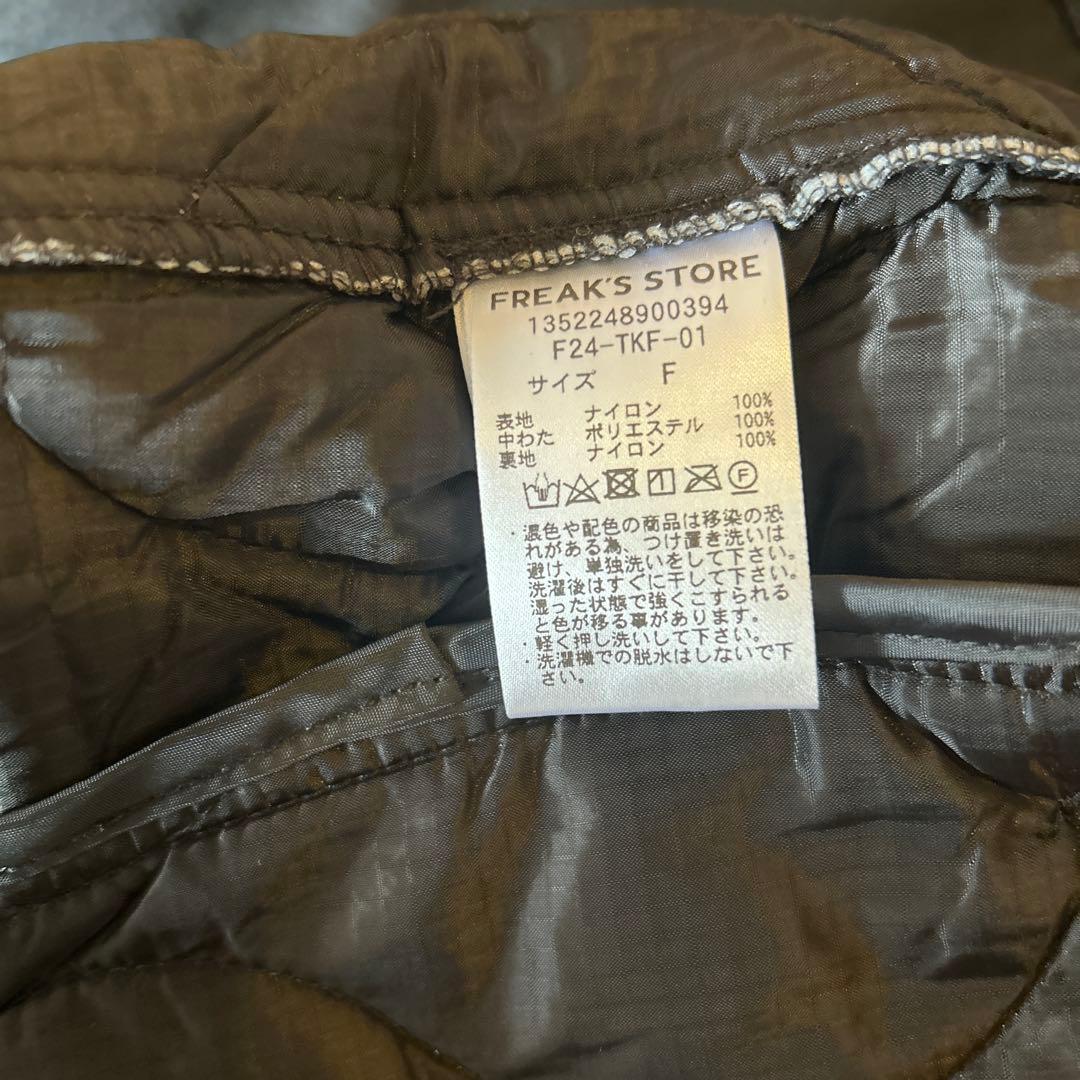 FREAK'S STORE
1352248900394
F24-TKF-01
サイズ F
表地 ナイロン 100%
中わた ポリエステル 100%
裏地 ナイロン 100%
F
・濃色や配色の商品は移染の恐
れがある為、つけ置き洗いは
避け、単独洗いをして下さい。
洗濯後はすぐに干して下さい。
湿った状態で強くこすられる
と色が移る事があります。
・軽く押し洗いして下さい。
・洗濯機での脱水はしないで下
さい。